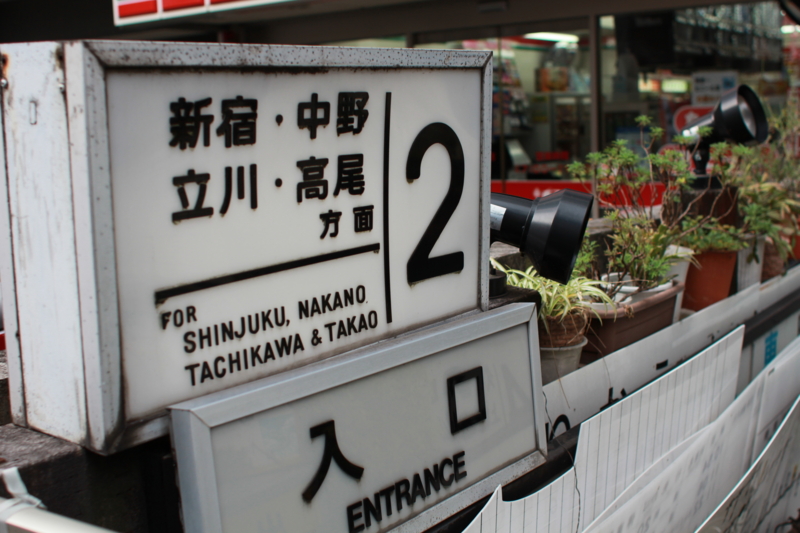 新宿・中野
立川・高尾
方面
2
FOR
SHINJUKU, NAKANO
TACHIKAWA & TAKAO
入口
ENTRANCE